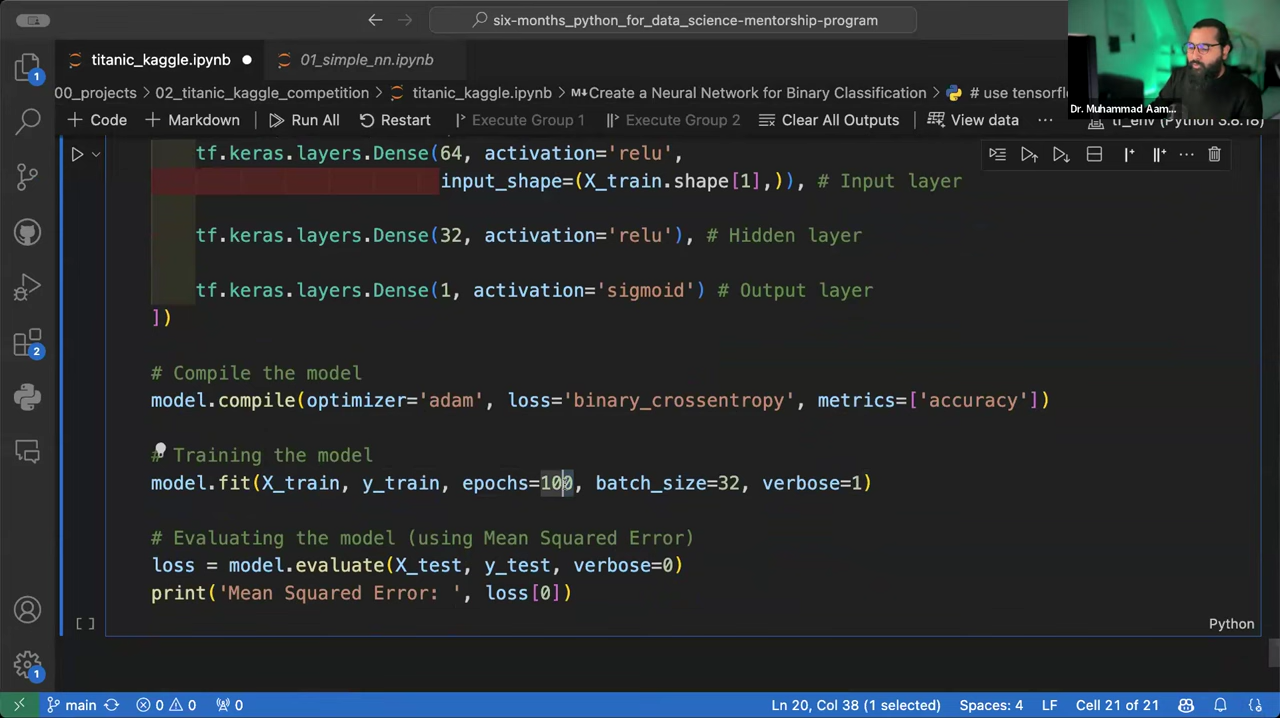 six-months_python_for_data_science-mentorship-program
titanic_kaggle.ipynb
01_simple_nn.ipynb
00_projects > 02_titanic_kaggle_competition > titanic_kaggle.ipynb > Create a Neural Network for Binary Classification > # use tensorfl
Dr. Muhammad Aam...
+ Code + Markdown Run All Restart Execute Group 1 Execute Group 2 Clear All Outputs View data ... tf_env (Python 3.8.18)
tf.keras.layers.Dense(64, activation='relu',
input_shape=(X_train.shape[1],)), # Input layer
tf.keras.layers.Dense(32, activation='relu'), # Hidden layer
tf.keras.layers.Dense(1, activation='sigmoid') # Output layer
])
# Compile the model
model.compile(optimizer='adam', loss='binary_crossentropy', metrics=['accuracy'])
# Training the model
model.fit(X_train, y_train, epochs=100, batch_size=32, verbose=1)
# Evaluating the model (using Mean Squared Error)
loss = model.evaluate(X_test, y_test, verbose=0)
print('Mean Squared Error: ', loss[0])
[ ]
Python
1
2
1
main 0 0 0 Ln 20, Col 38 (1 selected) Spaces: 4 LF Cell 21 of 21